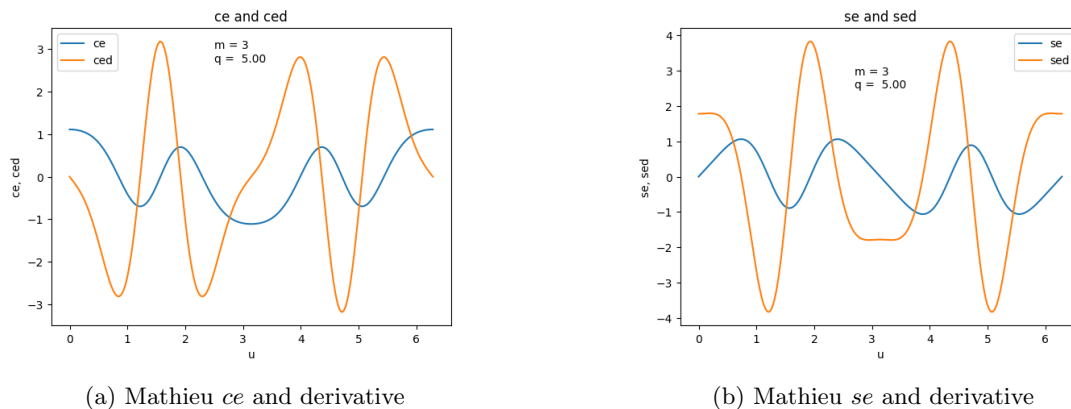 ce and ced
ce
ced
m = 3
q = 5.00
ce, ced
3
2
1
0
−1
−2
−3
0 1 2 3 4 5 6
u
(a) Mathieu ce and derivative
se and sed
se
sed
m = 3
q = 5.00
se, sed
4
3
2
1
0
−1
−2
−3
−4
0 1 2 3 4 5 6
u
(b) Mathieu se and derivative